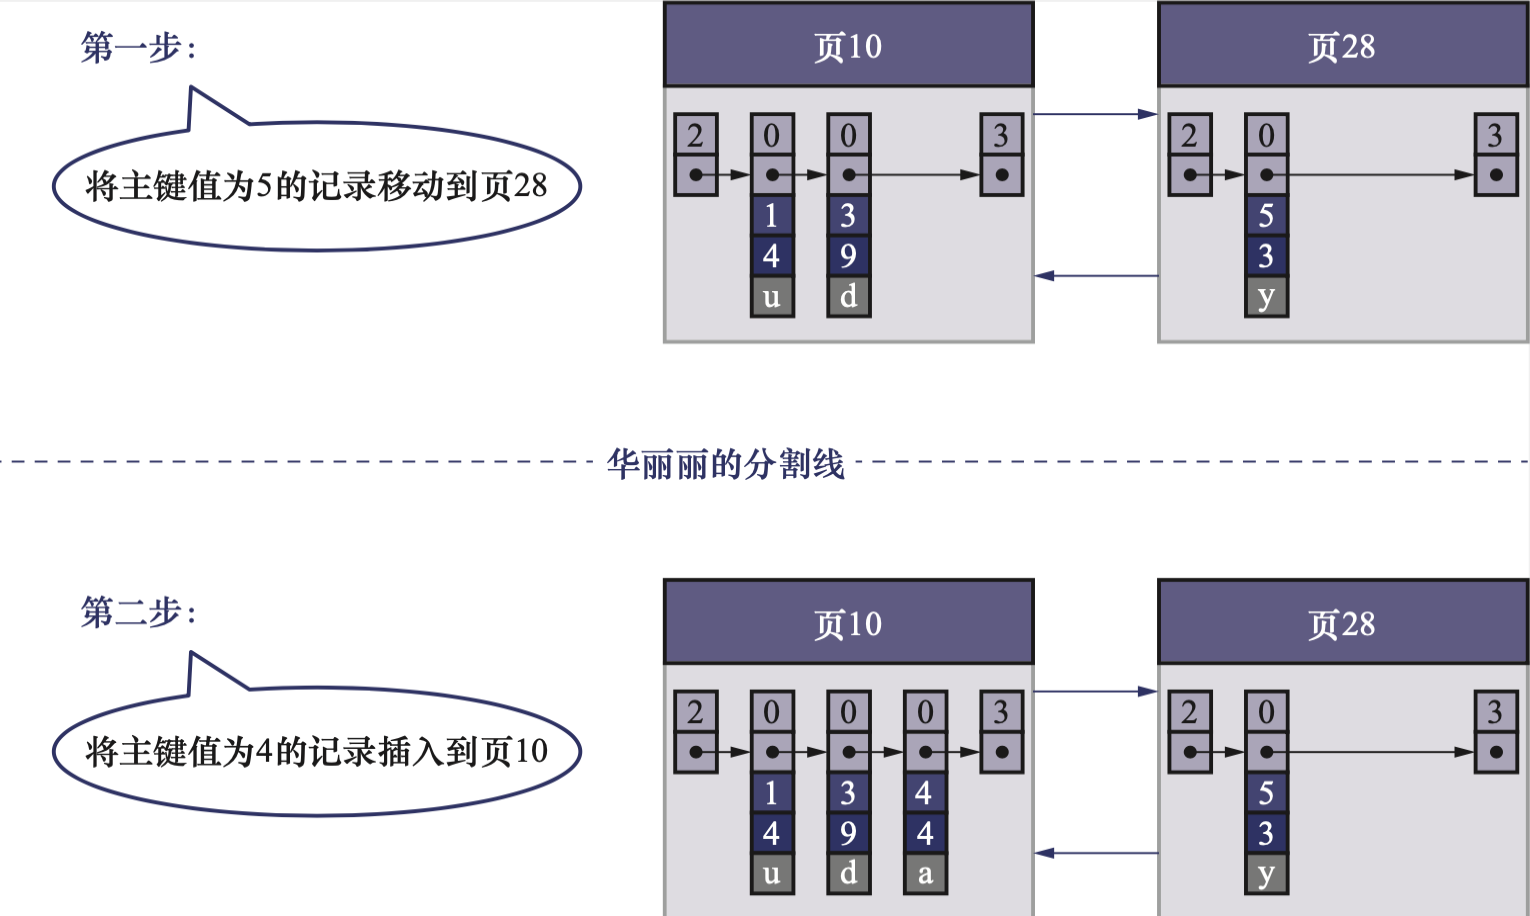 第一步：
将主键值为5的记录移动到页28
页10
页28
2 0 0 3
1 3
4 9
u d
2 0 3
5
3
y
华丽丽的分割线
第二步：
将主键值为4的记录插入到页10
页10
页28
2 0 0 0 3
1 3 4
4 9 4
u d a
2 0 3
5
3
y